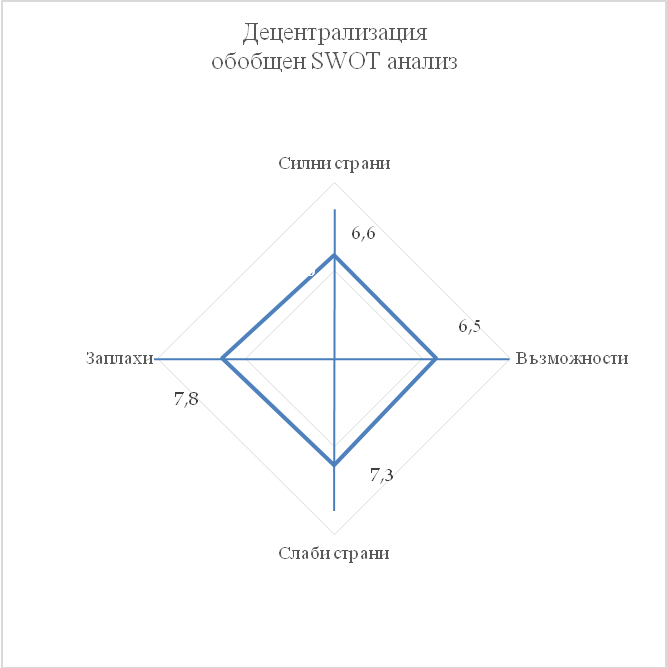 Децентрализация
обобщен SWOT анализ
Силни страни
6,6
6,5
Заплахи
Възможности
7,8
7,3
Слаби страни